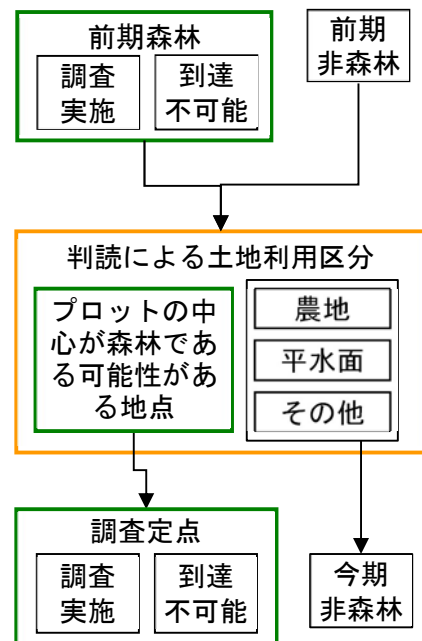 前期森林
調査
実施
到達
不可能
前期
非森林
判読による土地利用区分
プロットの中
心が森林であ
る可能性があ
る地点
農地
平水面
その他
調査定点
調査
実施
到達
不可能
今期
非森林